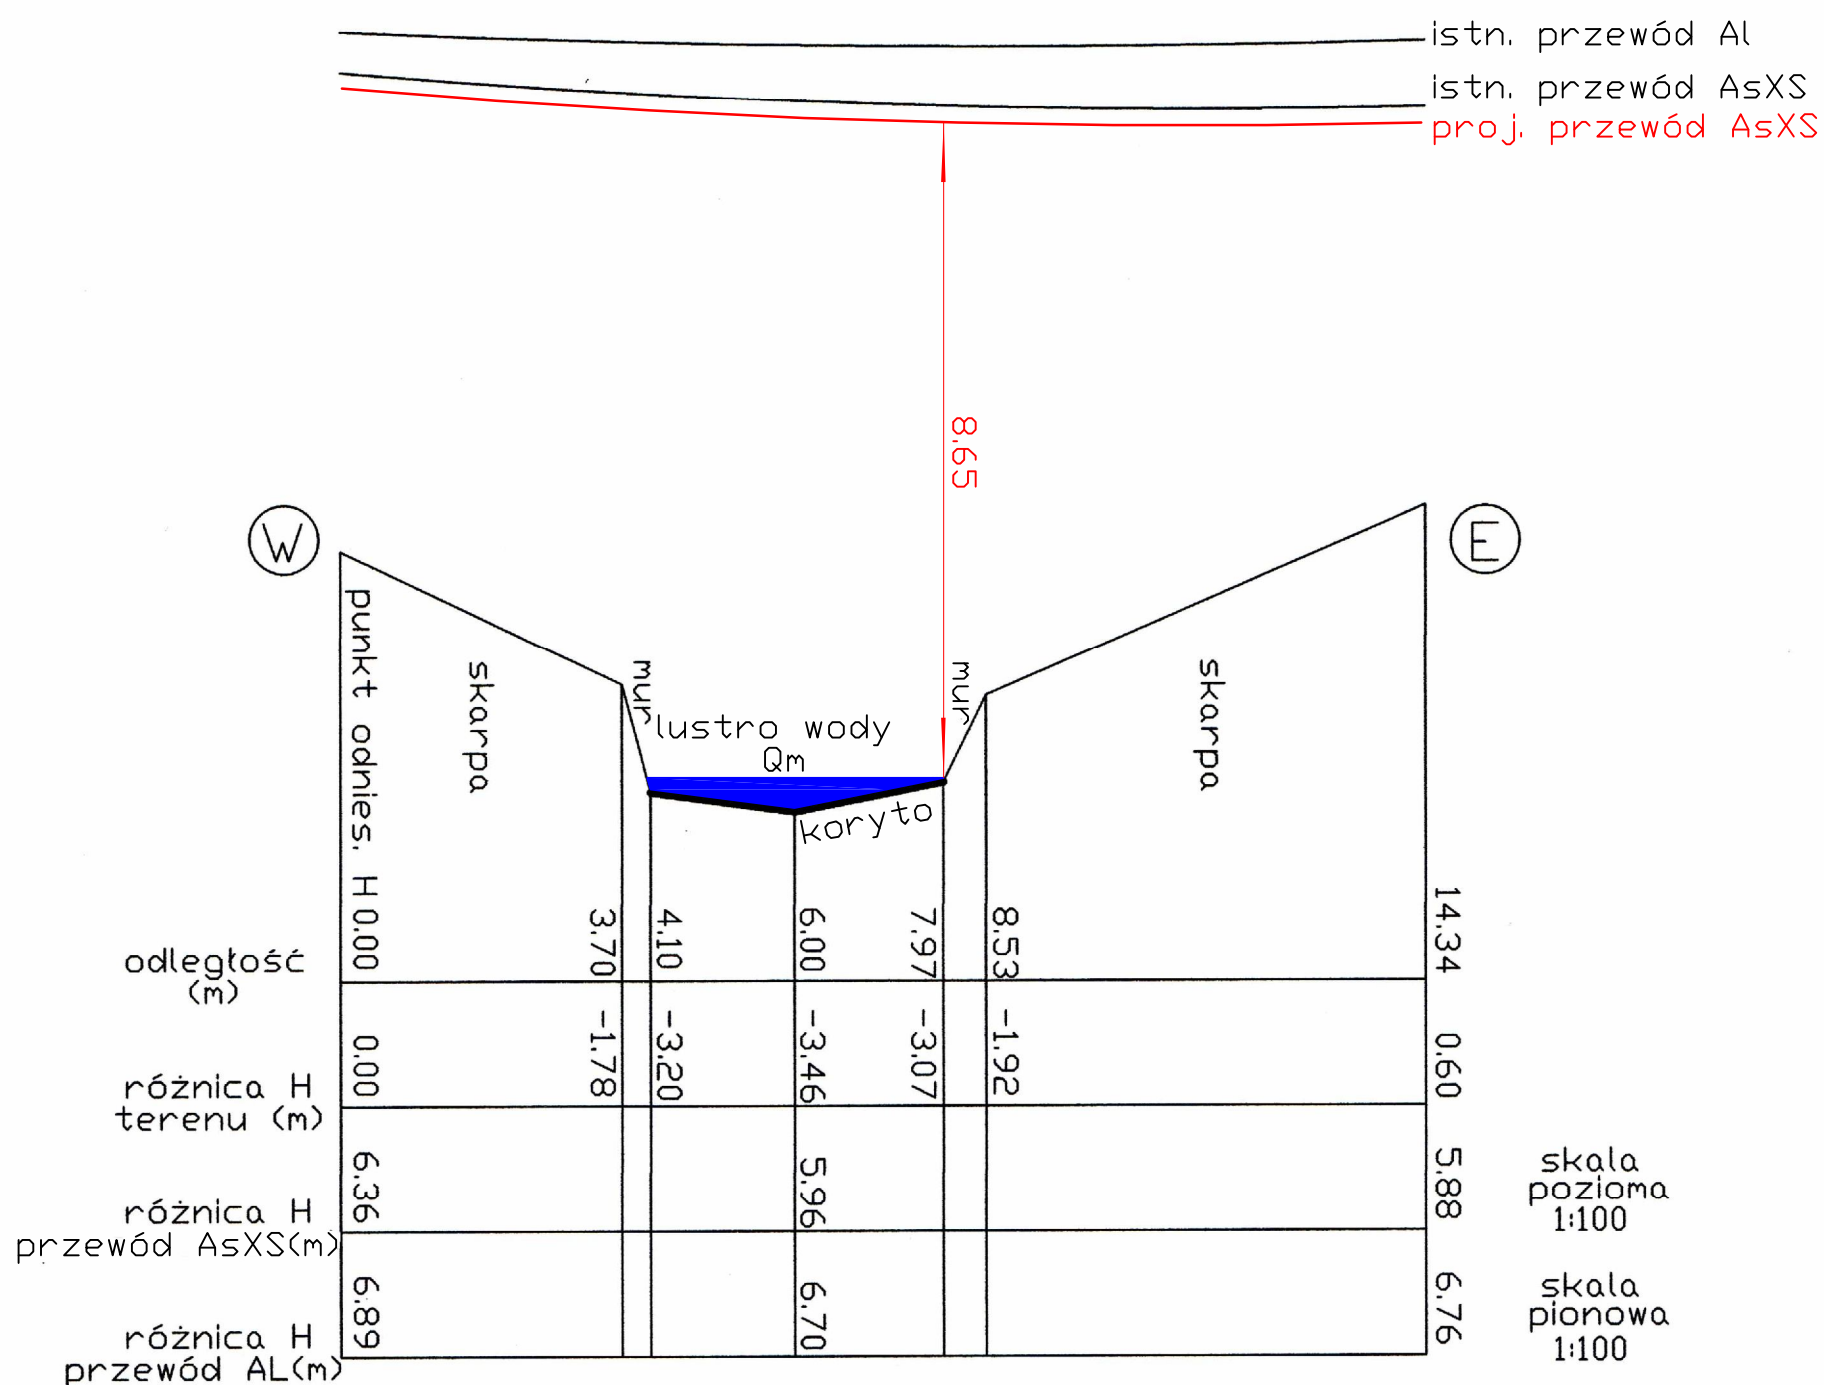 istn. przewód Al
istn. przewód AsXS
proj. przewód AsXS
8.65
W
E
punkt odnies. H
skarpa
mur
lustro wody
Qm
koryto
mur
skarpa
odległość
(m)
0.00
3.70
4.10
6.00
7.97
8.53
14.34
różnica H
terenu (m)
0.00
-1.78
-3.20
-3.46
-3.07
-1.92
0.60
różnica H
przewód AsXS(m)
6.36
5.96
5.88
różnica H
przewód AL(m)
6.89
6.70
6.76
skala
pozioma
1:100
skala
pionowa
1:100